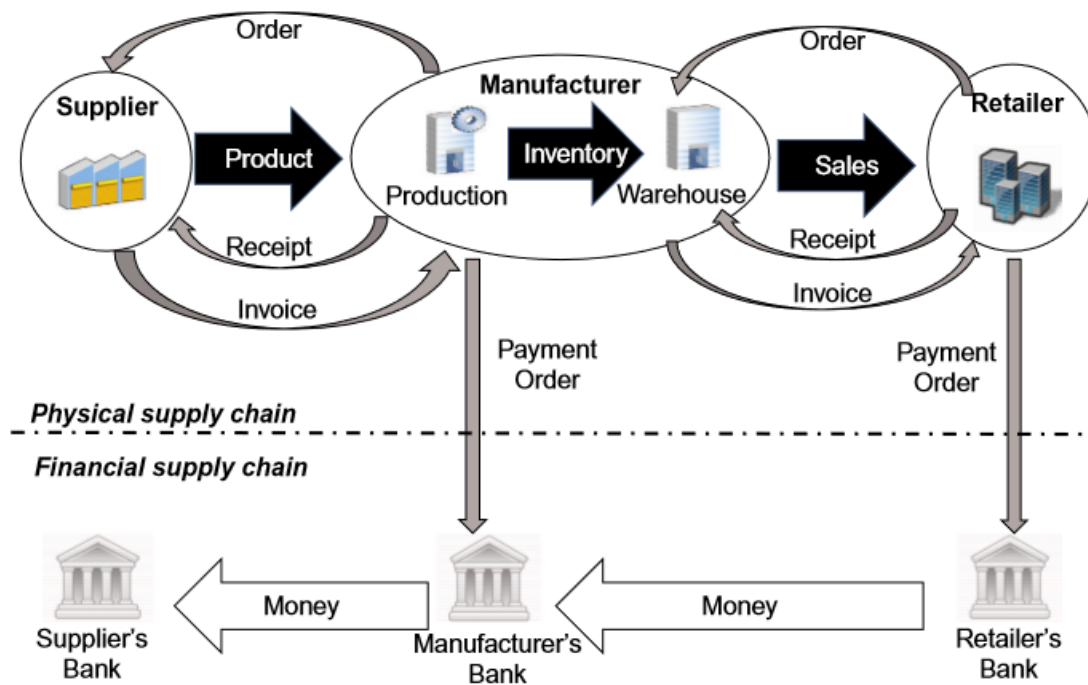 Order
Order
Supplier
Manufacturer
Retailer
Product
Inventory
Sales
Production
Warehouse
Receipt
Receipt
Invoice
Invoice
Payment
Order
Payment
Order
Physical supply chain
Financial supply chain
Money
Money
Supplier's
Bank
Manufacturer's
Bank
Retailer's
Bank